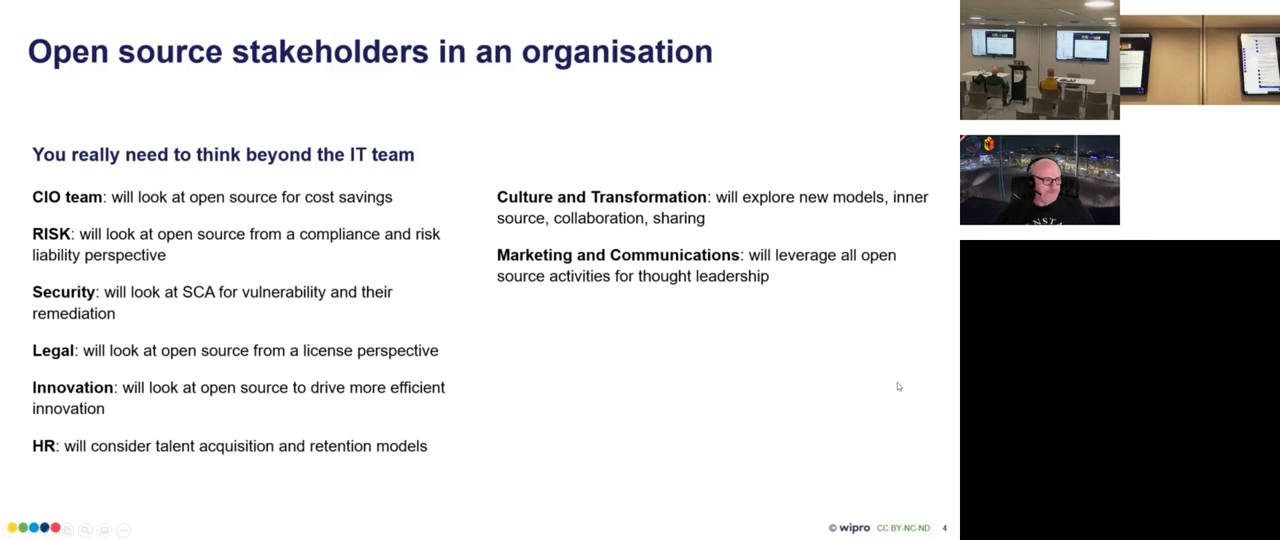 Open source stakeholders in an organisation
You really need to think beyond the IT team
CIO team: will look at open source for cost savings
RISK: will look at open source from a compliance and risk
liability perspective
Security: will look at SCA for vulnerability and their
remediation
Legal: will look at open source from a license perspective
Innovation: will look at open source to drive more efficient
innovation
HR: will consider talent acquisition and retention models
Culture and Transformation: will explore new models, inner
source, collaboration, sharing
Marketing and Communications: will leverage all open
source activities for thought leadership
© wipro CC BY-NC-ND 4